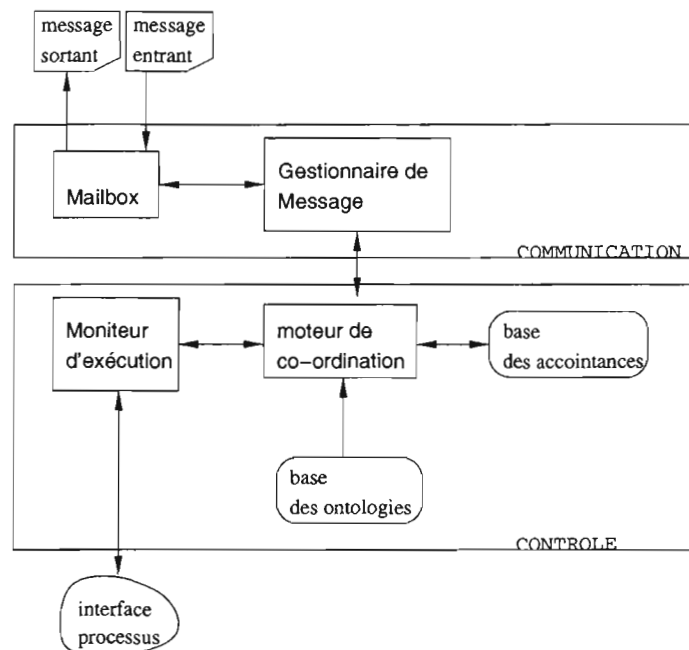 message
sortant
message
entrant
Mailbox
Gestionnaire de
Message
COMMUNICATION
Moniteur
d'exécution
moteur de
co-ordination
base
des accointances
base
des ontologies
CONTROLE
interface
processus